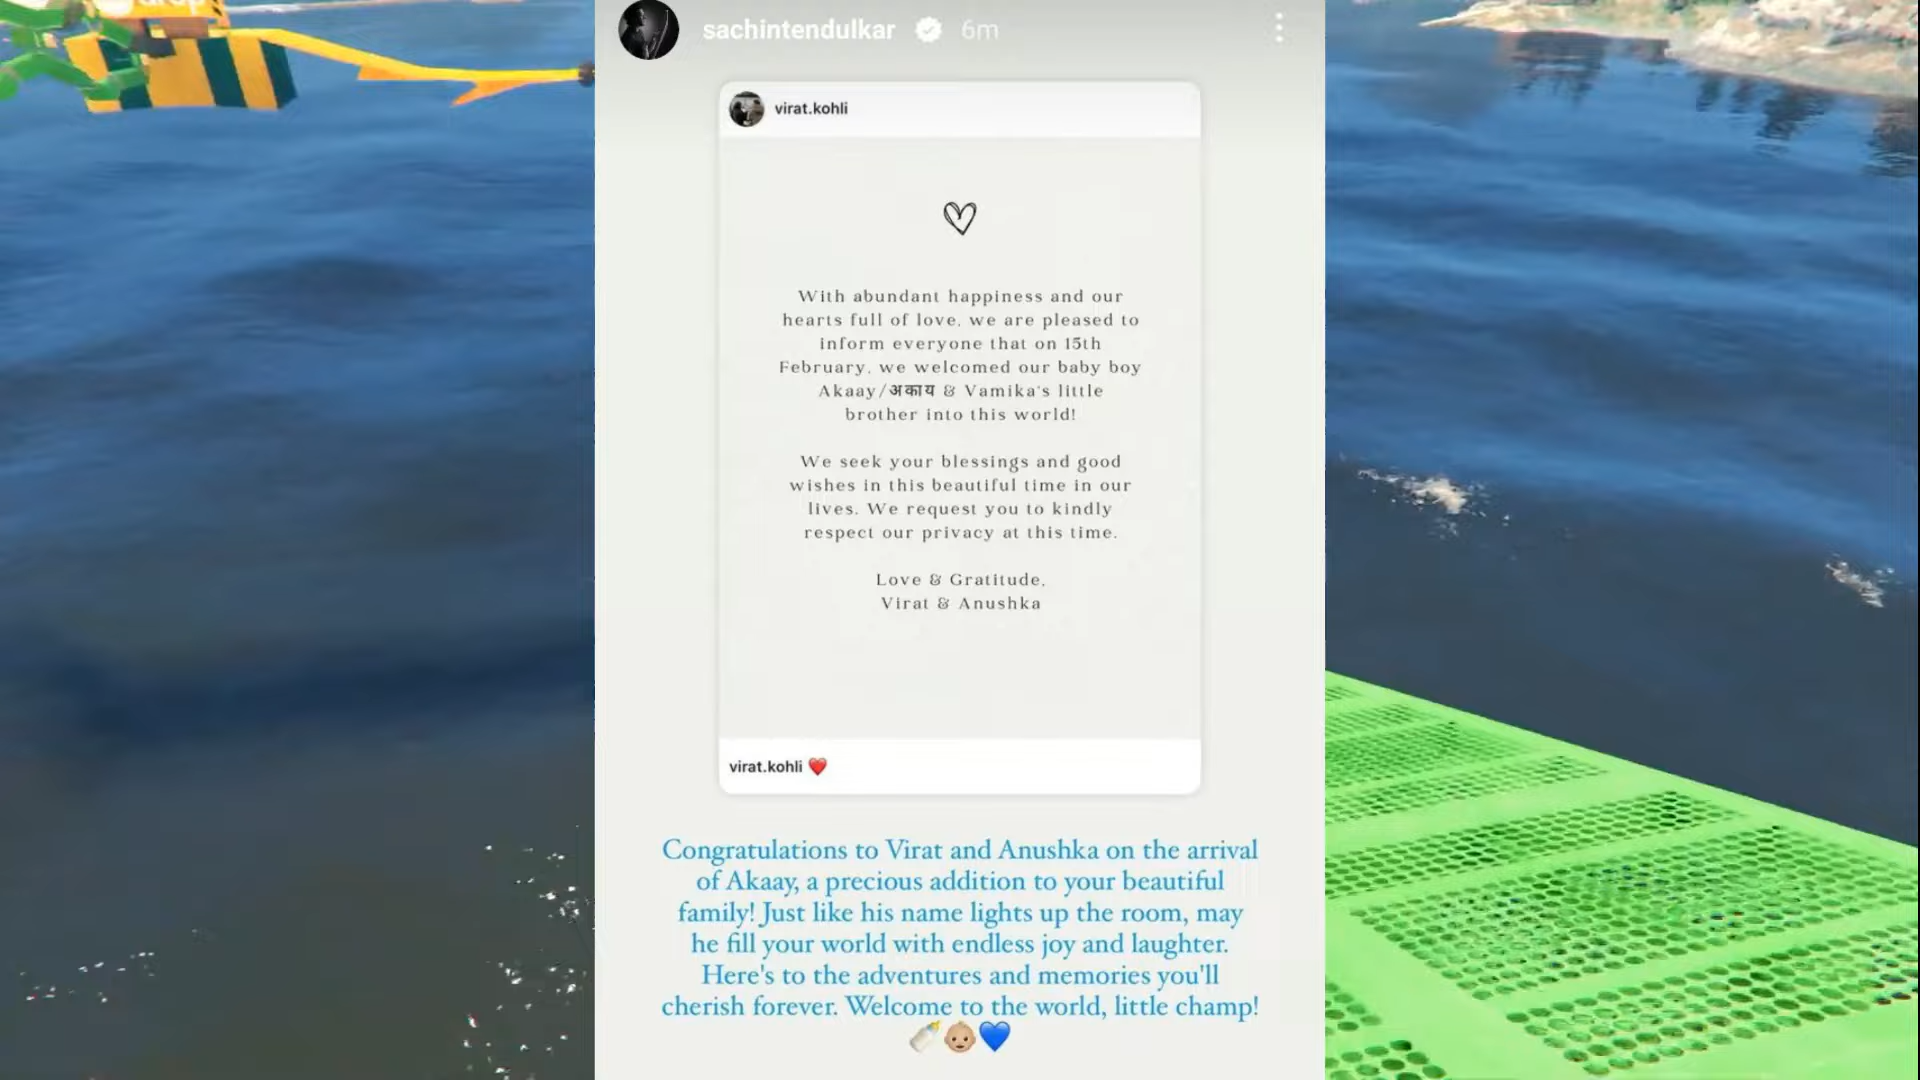 sachintendulkar 6m
virat.kohli
With abundant happiness and our
hearts full of love, we are pleased to
inform everyone that on 15th
February, we welcomed our baby boy
Akaay/अकाय & Vamika's little
brother into this world!
We seek your blessings and good
wishes in this beautiful time in our
lives. We request you to kindly
respect our privacy at this time.
Love & Gratitude,
Virat & Anushka
virat.kohli ❤️
Congratulations to Virat and Anushka on the arrival
of Akaay, a precious addition to your beautiful
family! Just like his name lights up the room, may
he fill your world with endless joy and laughter.
Here's to the adventures and memories you'll
cherish forever. Welcome to the world, little champ!
🍼👶🏽💙